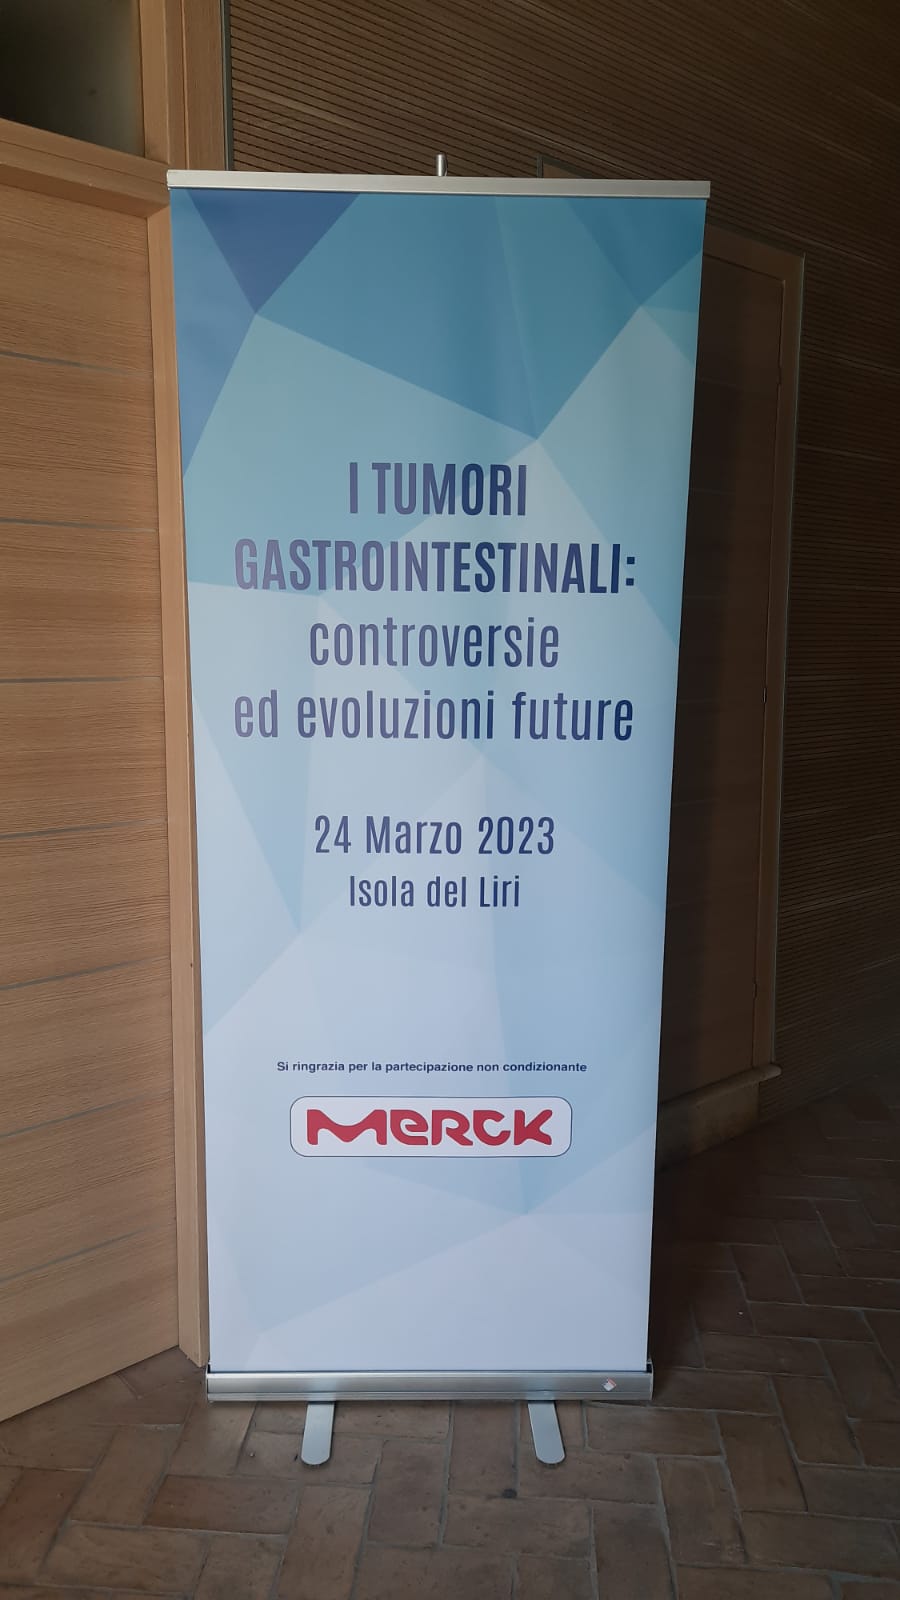 I TUMORI
GASTROINTESTINALI:
controversie
ed evoluzioni future
24 Marzo 2023
Isola del Liri
Si ringrazia per la partecipazione non condizionante
MERCK